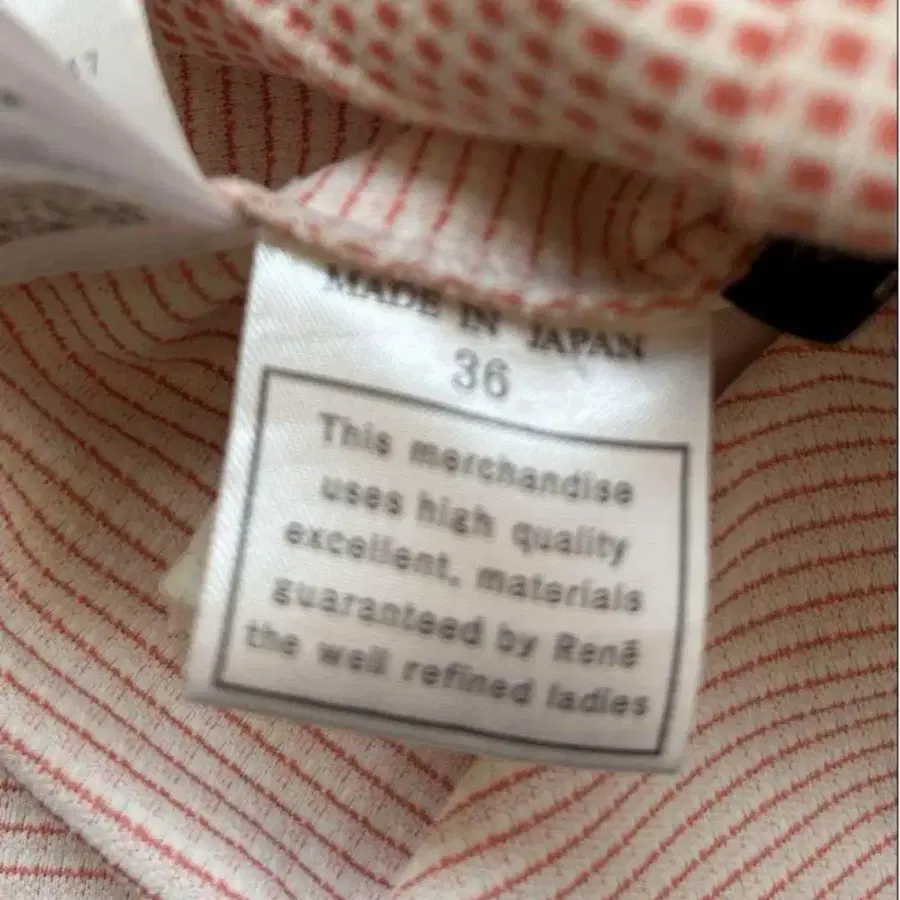 MADE IN JAPAN
36
This merchandise
uses high quality
excellent, materials
guaranteed by René
the well refined ladies